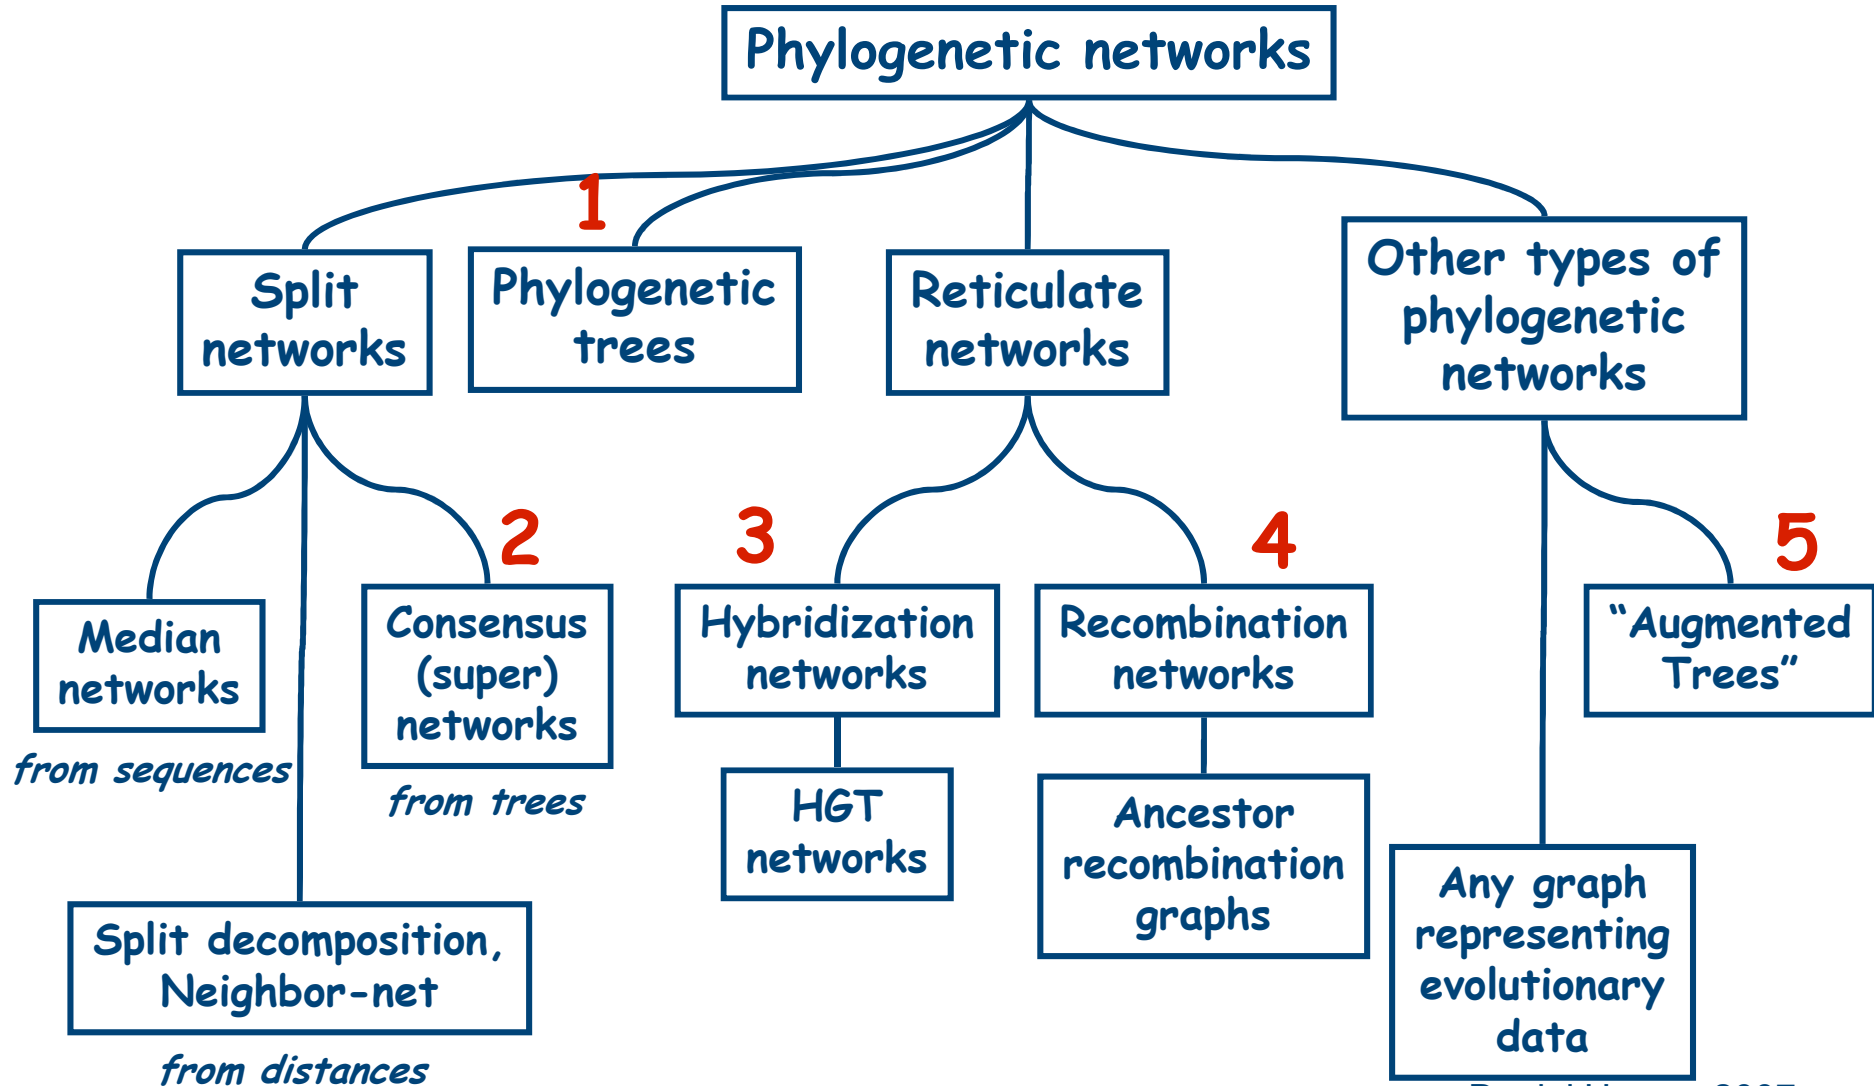 Phylogenetic networks
1
Split
networks
Phylogenetic
trees
Reticulate
networks
Other types of
phylogenetic
networks
2
3
4
5
Median
networks
from sequences
Consensus
(super)
networks
from trees
Hybridization
networks
Recombination
networks
“Augmented
Trees”
HGT
networks
Ancestor
recombination
graphs
Any graph
representing
evolutionary
data
Split decomposition,
Neighbor-net
from distances
2007